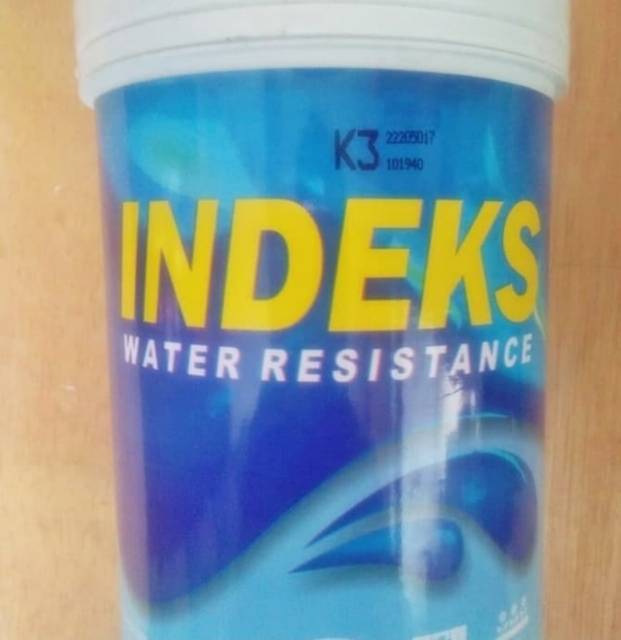 K3 22205017
101940
INDEKS
WATER RESISTANCE